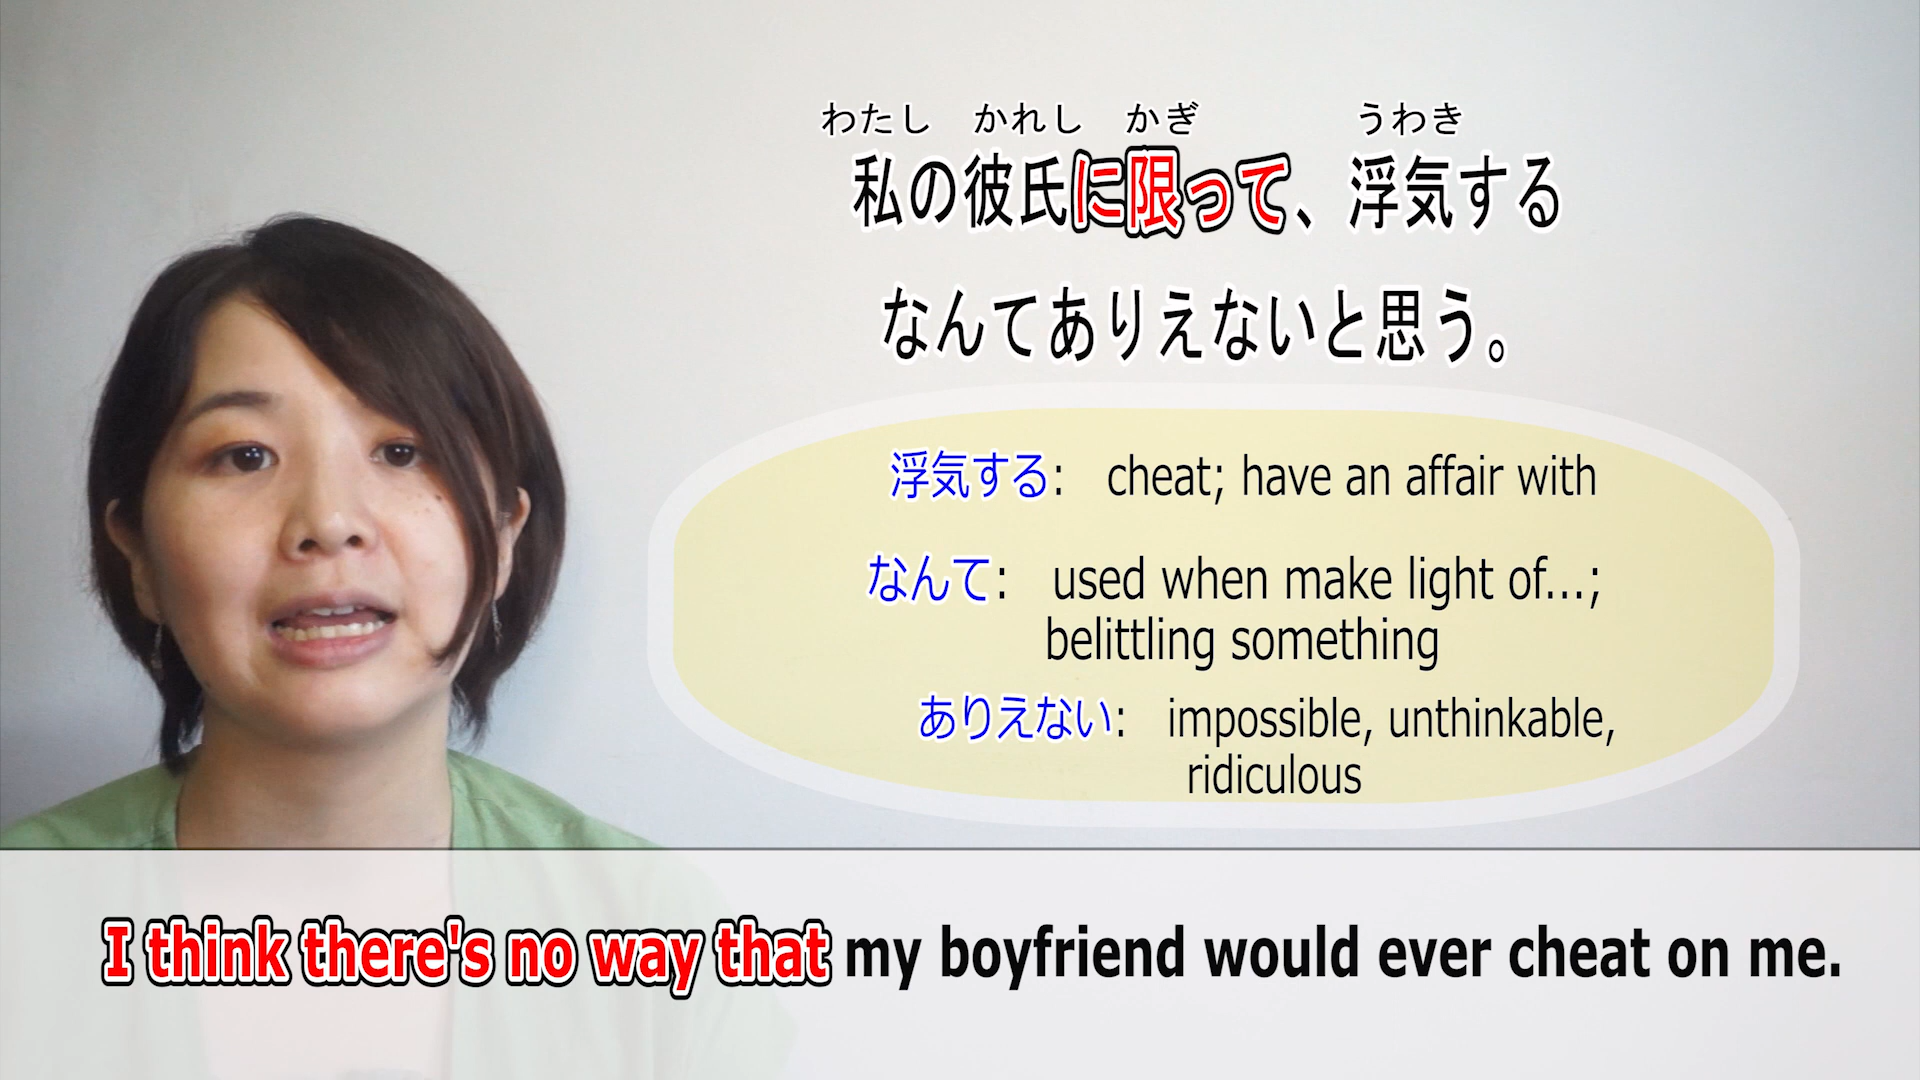 わたし　かれし　かぎ　うわき
私の彼氏に限って、浮気する
なんてありえないと思う。
浮気する: cheat; have an affair with
なんて: used when make light of...;
belittling something
ありえない: impossible, unthinkable,
ridiculous
I think there's no way that my boyfriend would ever cheat on me.